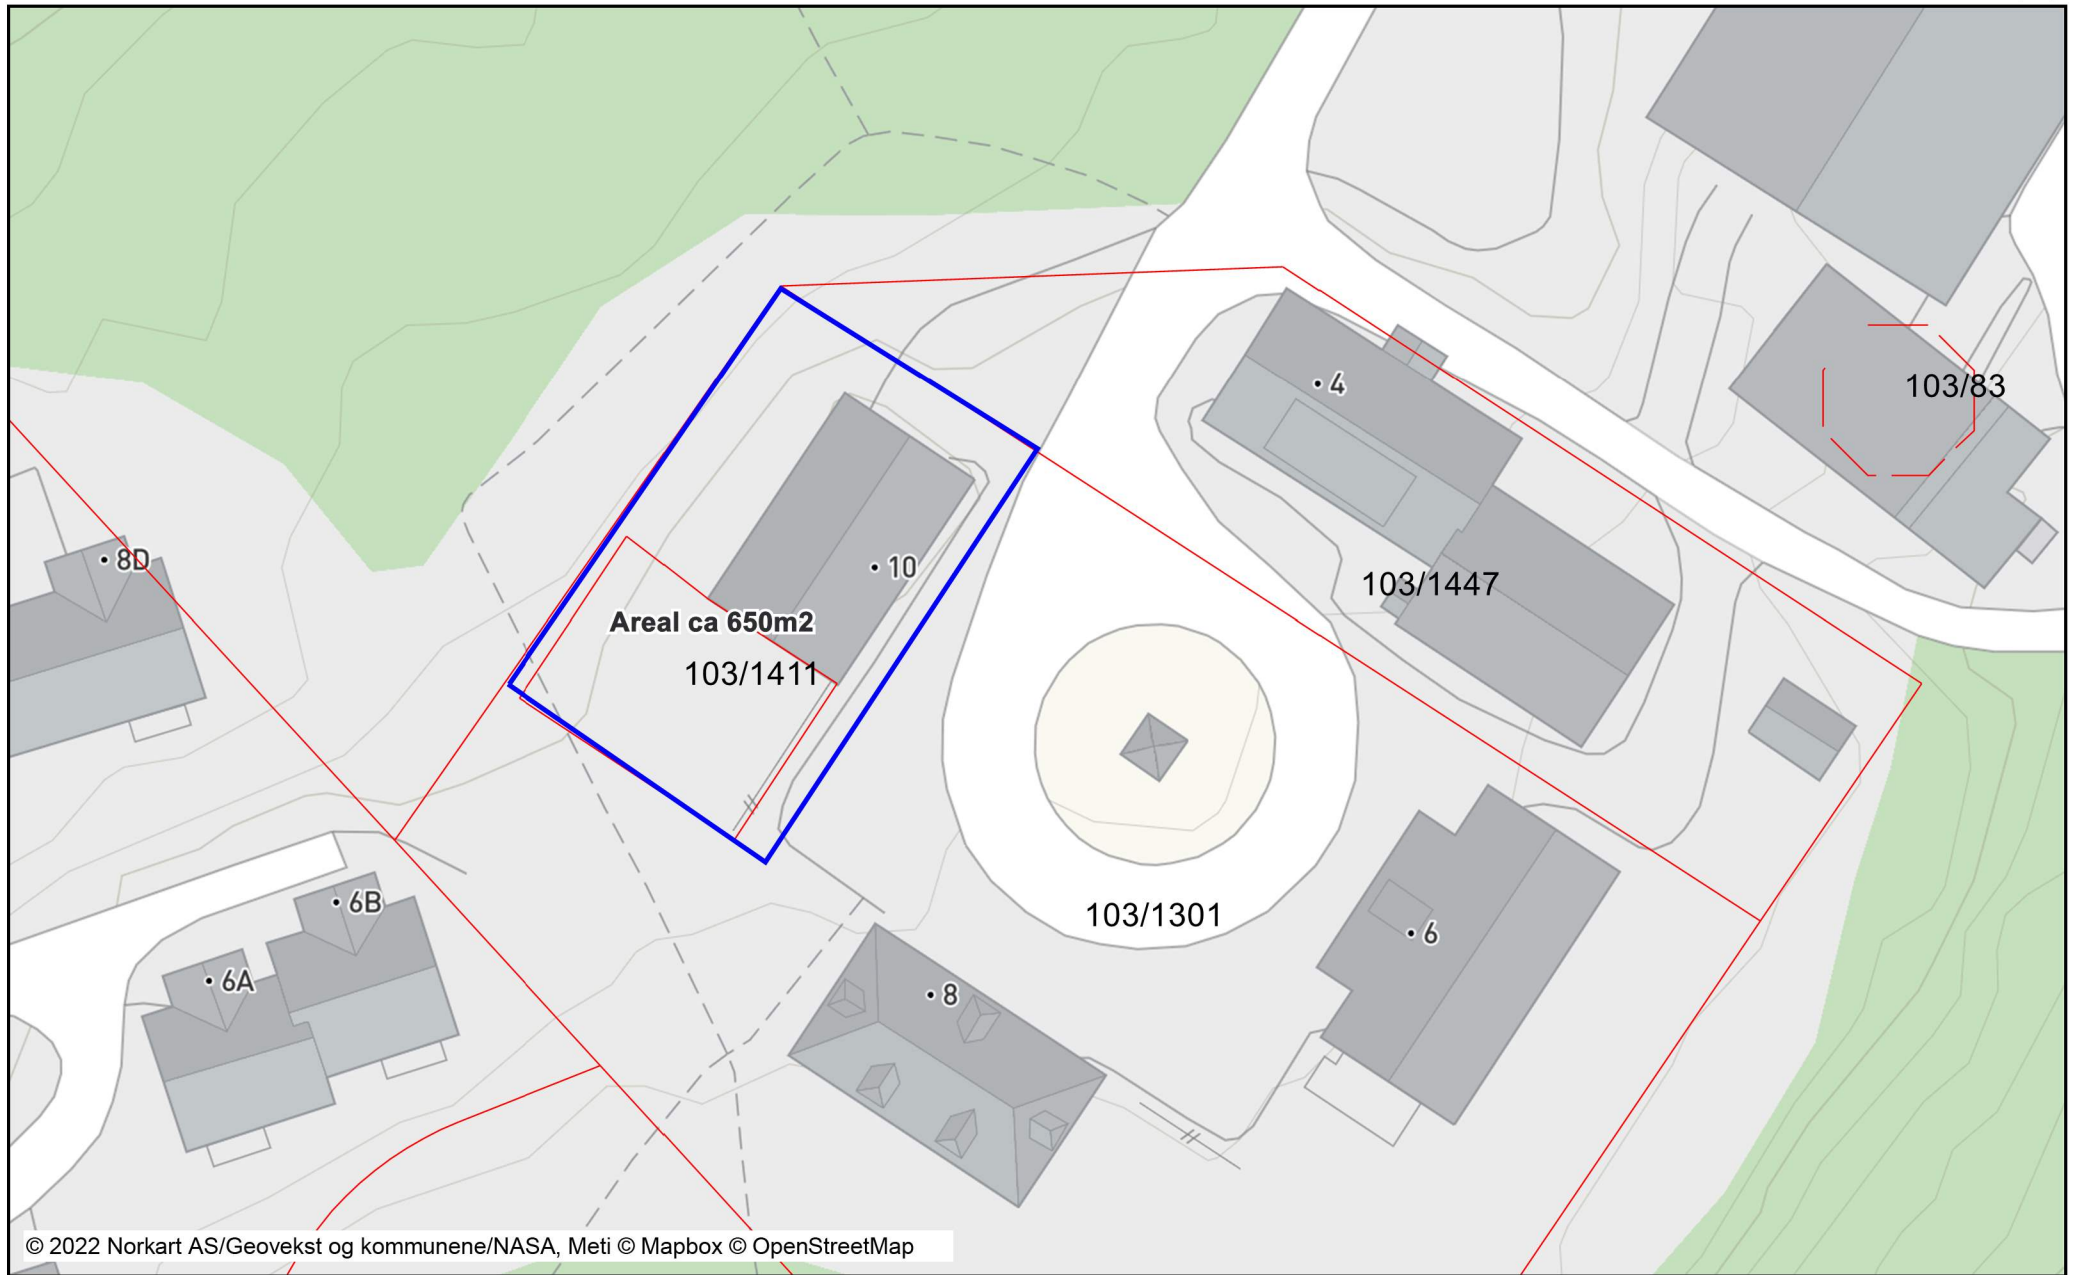 4
103/83
8D
10
103/1447
Areal ca 650m2
103/1411
6B
103/1301
6
6A
8
© 2022 Norkart AS/Geovekst og kommunene/NASA, Meti © Mapbox © OpenStreetMap